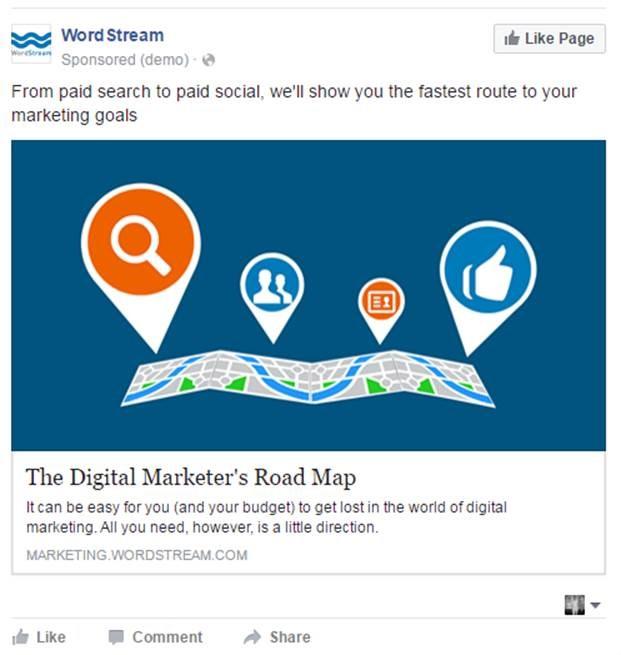 WordStream
WordStream
Like Page
Sponsored (demo) ·
From paid search to paid social, we'll show you the fastest route to your
marketing goals
The Digital Marketer's Road Map
It can be easy for you (and your budget) to get lost in the world of digital
marketing. All you need, however, is a little direction.
MARKETING.WORDSTREAM.COM
Like Comment Share